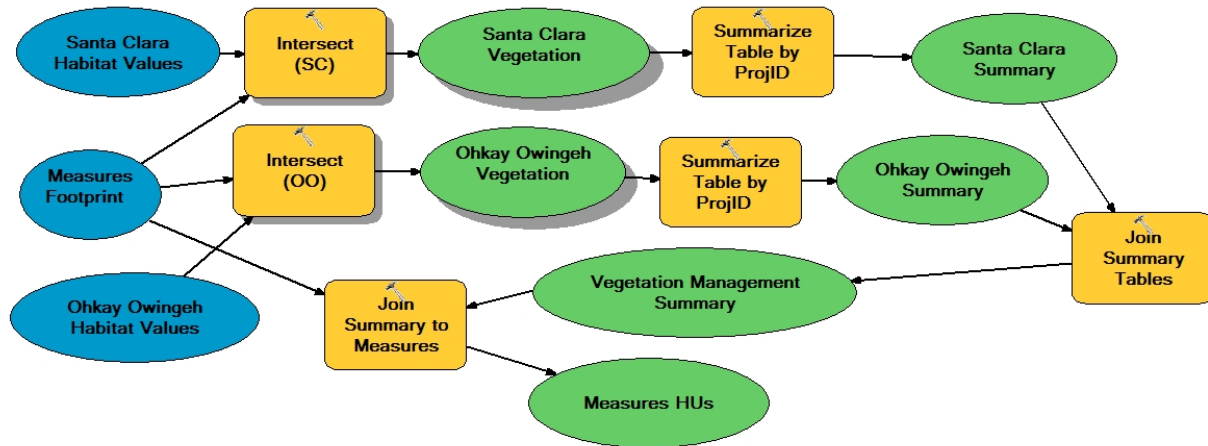 Santa Clara
Habitat Values
Intersect
(SC)
Santa Clara
Vegetation
Summarize
Table by
ProjID
Santa Clara
Summary
Measures
Footprint
Intersect
(OO)
Ohkay Owingeh
Vegetation
Summarize
Table by
ProjID
Ohkay Owingeh
Summary
Join
Summary
Tables
Ohkay Owingeh
Habitat Values
Join
Summary to
Measures
Vegetation Management
Summary
Measures HUs